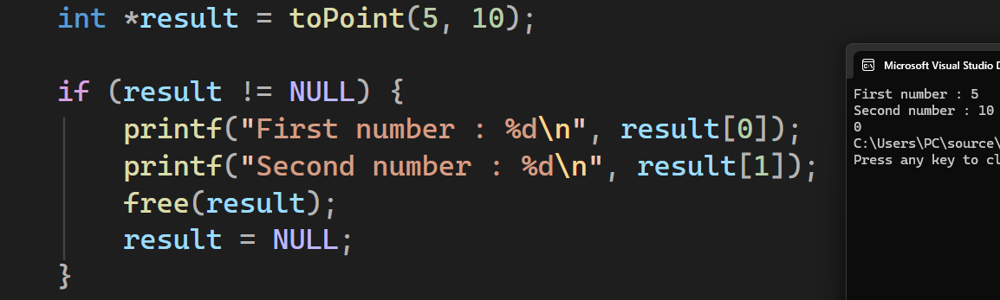 int *result = toPoint(5, 10);
if (result != NULL) {
printf("First number : %d\n", result[0]);
printf("Second number : %d\n", result[1]);
free(result);
result = NULL;
}
Microsoft Visual Studio
First number : 5
Second number : 10
0
C:\Users\PC\source\
Press any key to